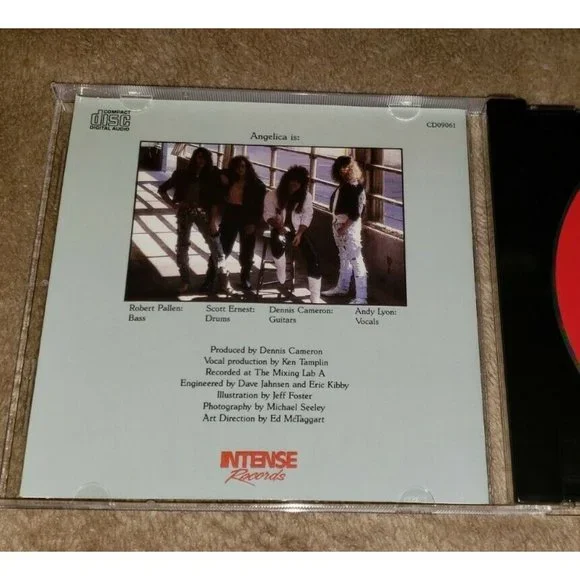 COMPACT
disc
DIGITAL AUDIO
CD09061
Angelica is:
Robert Pallen:
Bass
Scott Ernest:
Drums
Dennis Cameron:
Guitars
Andy Lyon:
Vocals
Produced by Dennis Cameron
Vocal production by Ken Tamplin
Recorded at The Mixing Lab A
Engineered by Dave Jahnsen and Eric Kibby
Illustration by Jeff Foster
Photography by Michael Seeley
Art Direction by Ed McTaggart
INTENSE
Records